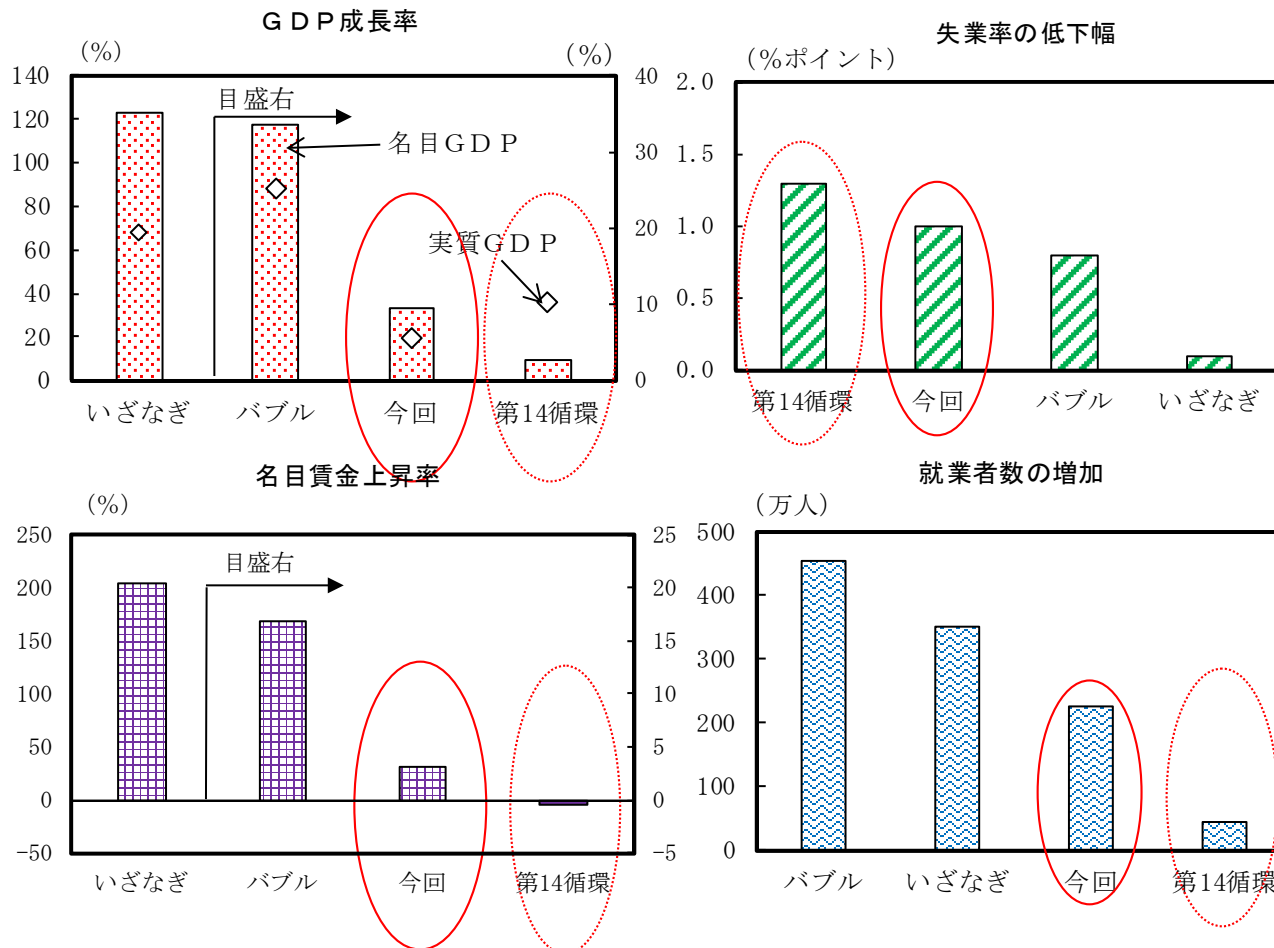 ＧＤＰ成長率
(%)
(%)
140
120
100
80
60
40
20
0
40
30
20
10
0
目盛右
名目ＧＤＰ
実質ＧＤＰ
いざなぎ
バブル
今回
第14循環
失業率の低下幅
(%ポイント)
2.0
1.5
1.0
0.5
0.0
第14循環
今回
バブル
いざなぎ
名目賃金上昇率
(%)
250
200
150
100
50
0
-50
25
20
15
10
5
0
-5
目盛右
いざなぎ
バブル
今回
第14循環
就業者数の増加
(万人)
500
400
300
200
100
0
バブル
いざなぎ
今回
第14循環